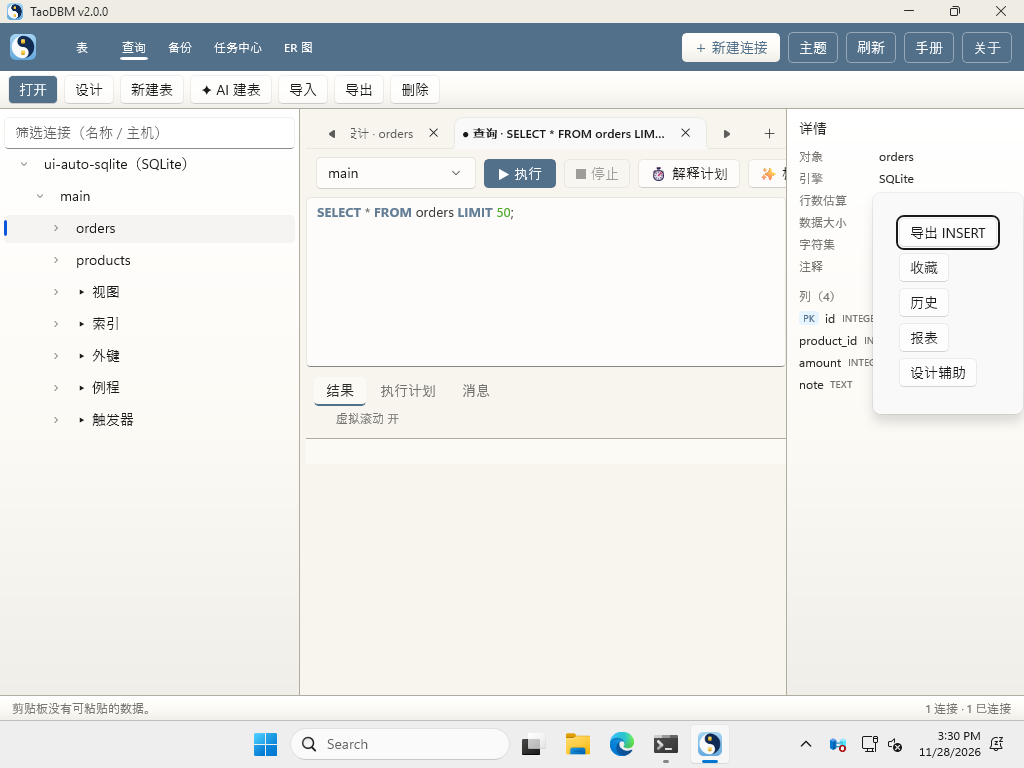 TaoDBM v2.0.0
表 查询 备份 任务中心 ER 图 + 新建连接 主题 刷新 手册 关于
打开 设计 新建表 ✦ AI 建表 导入 导出 删除
筛选连接（名称 / 主机）
ui-auto-sqlite（SQLite）
main
orders
products
视图
索引
外键
例程
触发器
设计 · orders
● 查询 · SELECT * FROM orders LIM...
main
执行 停止 解释计划
SELECT * FROM orders LIMIT 50;
结果 执行计划 消息
虚拟滚动 开
详情
对象 orders
引擎 SQLite
行数估算
数据大小
字符集
注释
列（4）
PK id
product_id
amount
note TEXT
导出 INSERT
收藏
历史
报表
设计辅助
剪贴板没有可粘贴的数据。
1 连接 · 1 已连接
Search
3:30 PM
11/28/2026